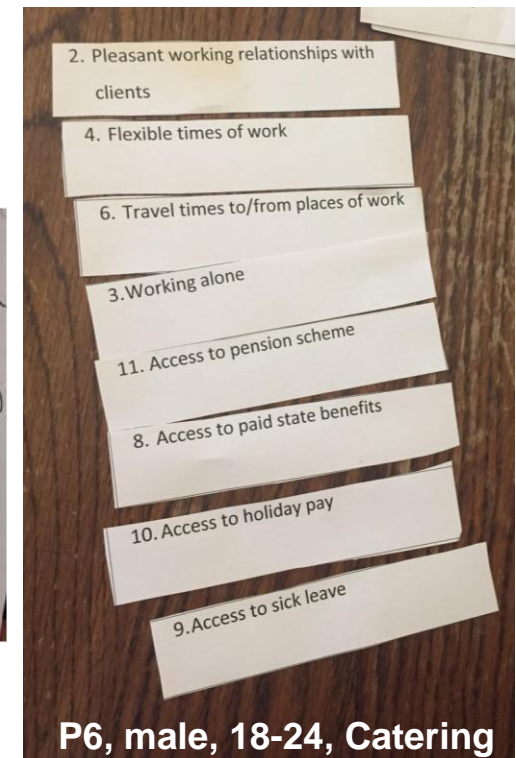 2. Pleasant working relationships with
clients
4. Flexible times of work
6. Travel times to/from places of work
3.Working alone
11. Access to pension scheme
8. Access to paid state benefits
10. Access to holiday pay
9.Access to sick leave
P6, male, 18-24, Catering